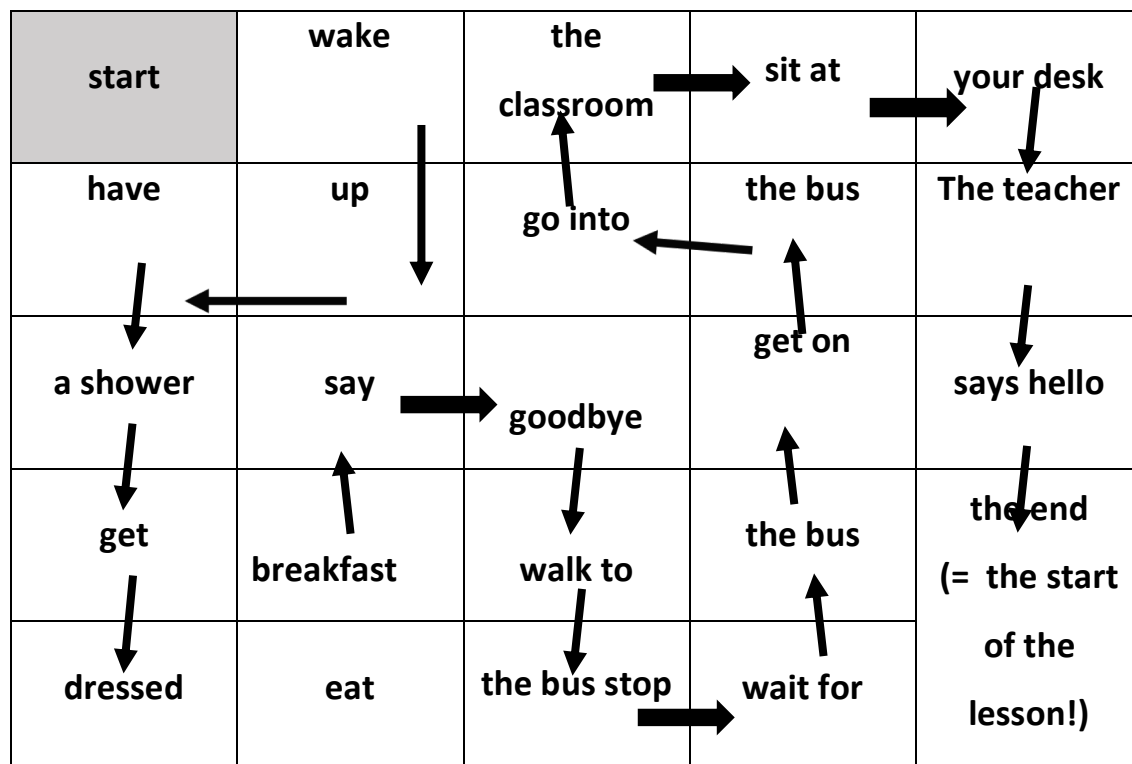 start
wake
the
classroom
sit at
your desk
have
up
go into
the bus
The teacher
a shower
say
goodbye
get on
says hello
get
breakfast
walk to
the bus
the end
(= the start
of the
lesson!)
dressed
eat
the bus stop
wait for